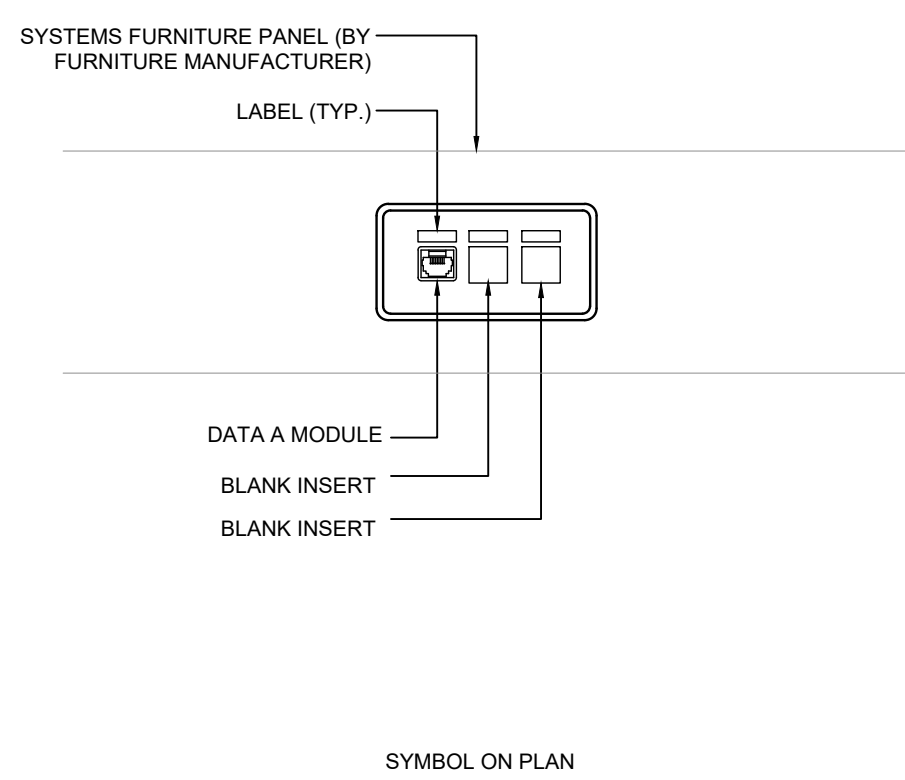 SYSTEMS FURNITURE PANEL (BY
FURNITURE MANUFACTURER)
LABEL (TYP.)
DATA A MODULE
BLANK INSERT
BLANK INSERT
SYMBOL ON PLAN